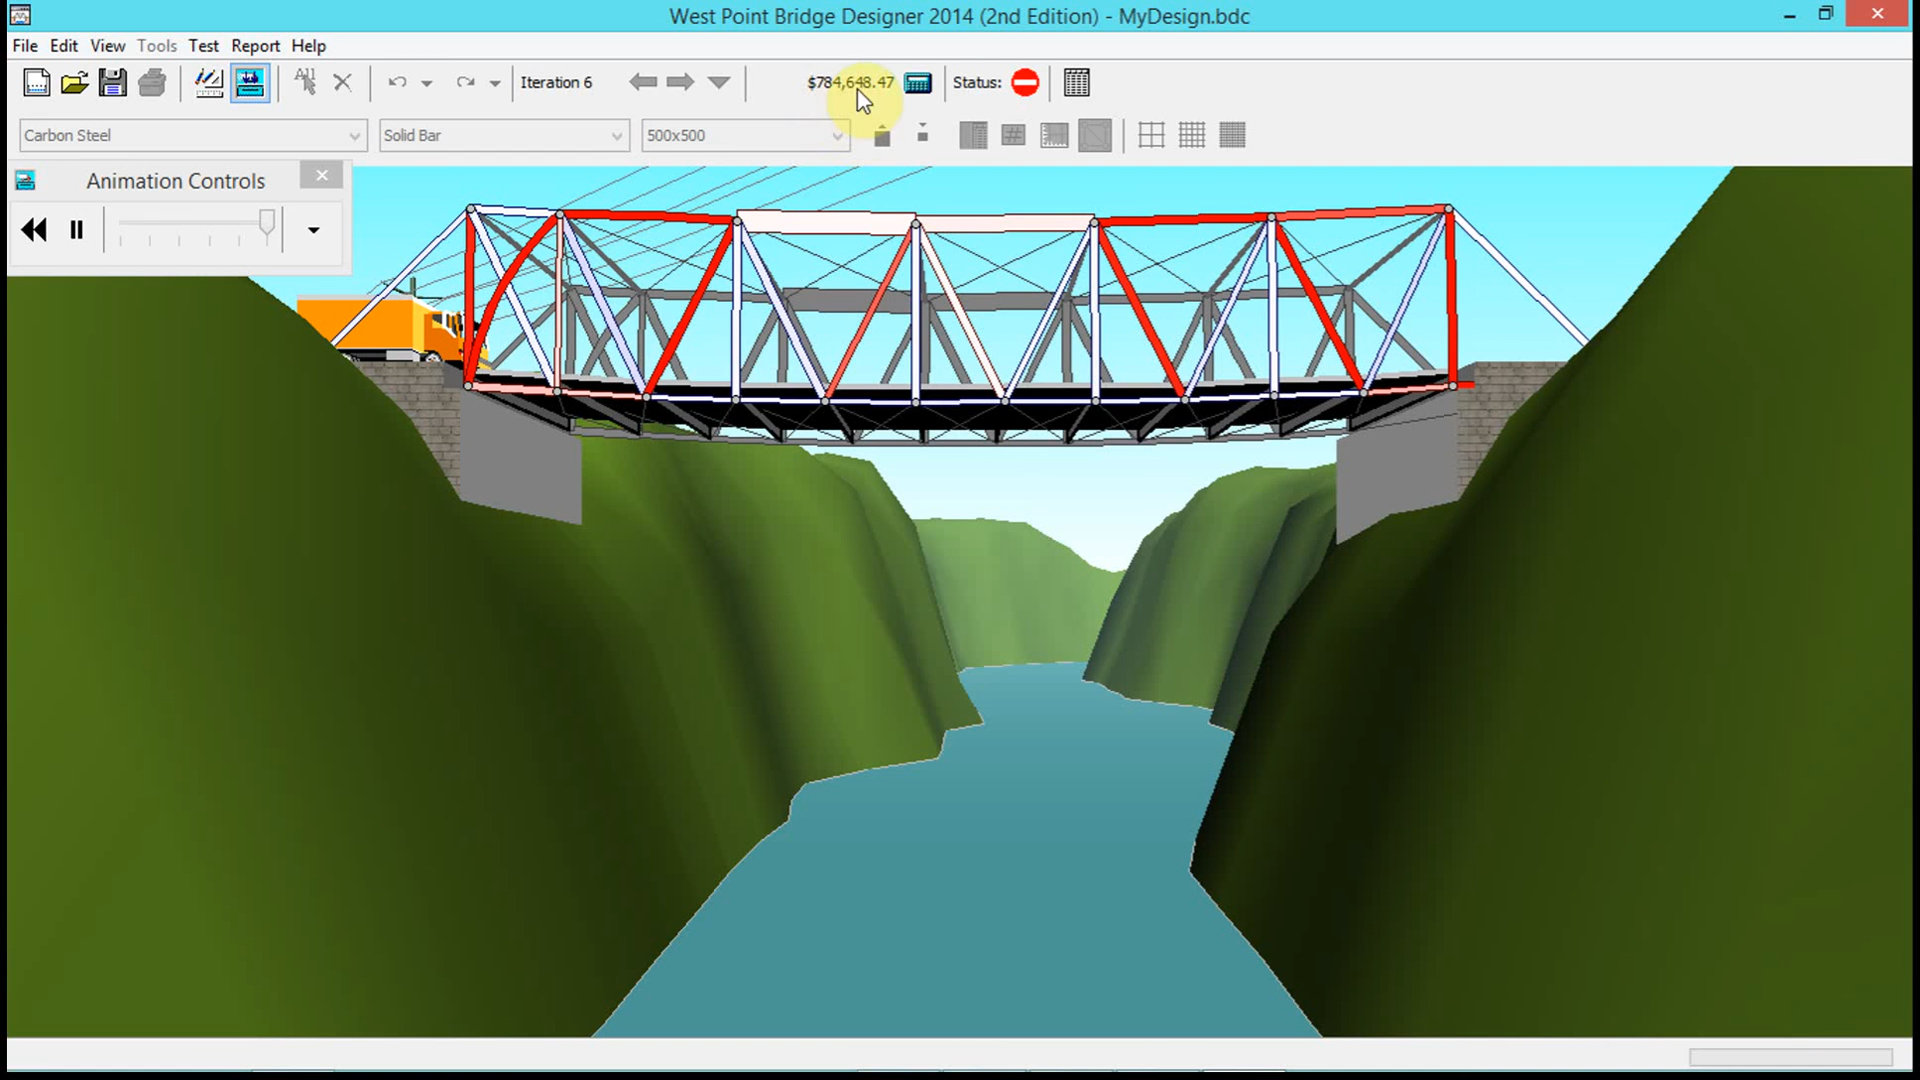 West Point Bridge Designer 2014 (2nd Edition) - MyDesign.bdc
File Edit View Tools Test Report Help
All Iteration 6 $784,648.47 Status:
Carbon Steel Solid Bar 500x500
Animation Controls